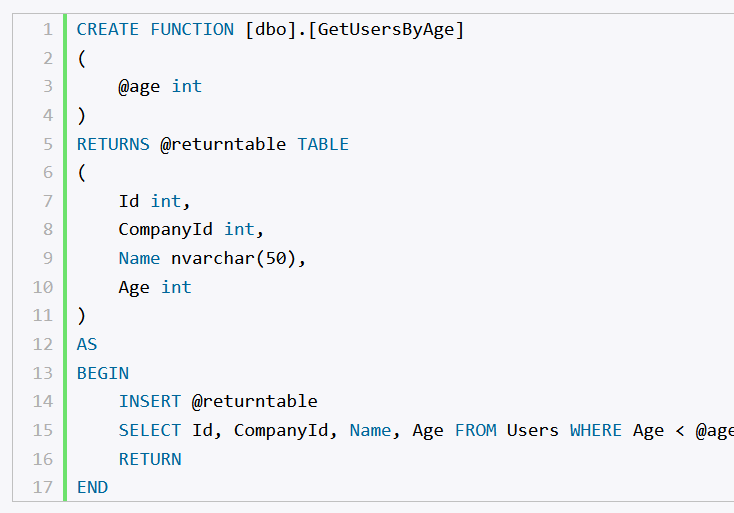 1 CREATE FUNCTION [dbo].[GetUsersByAge]
2 (
3     @age int
4 )
5 RETURNS @returntable TABLE
6 (
7     Id int,
8     CompanyId int,
9     Name nvarchar(50),
10     Age int
11 )
12 AS
13 BEGIN
14     INSERT @returntable
15     SELECT Id, CompanyId, Name, Age FROM Users WHERE Age < @age
16     RETURN
17 END